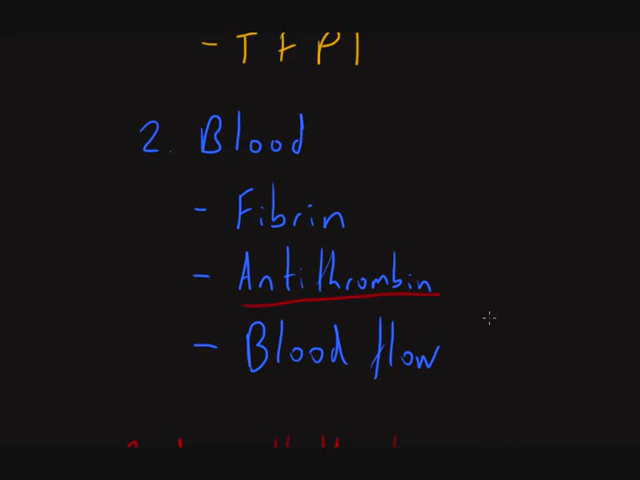 - TFPI
2. Blood
- Fibrin
- Antithrombin
- Blood flow